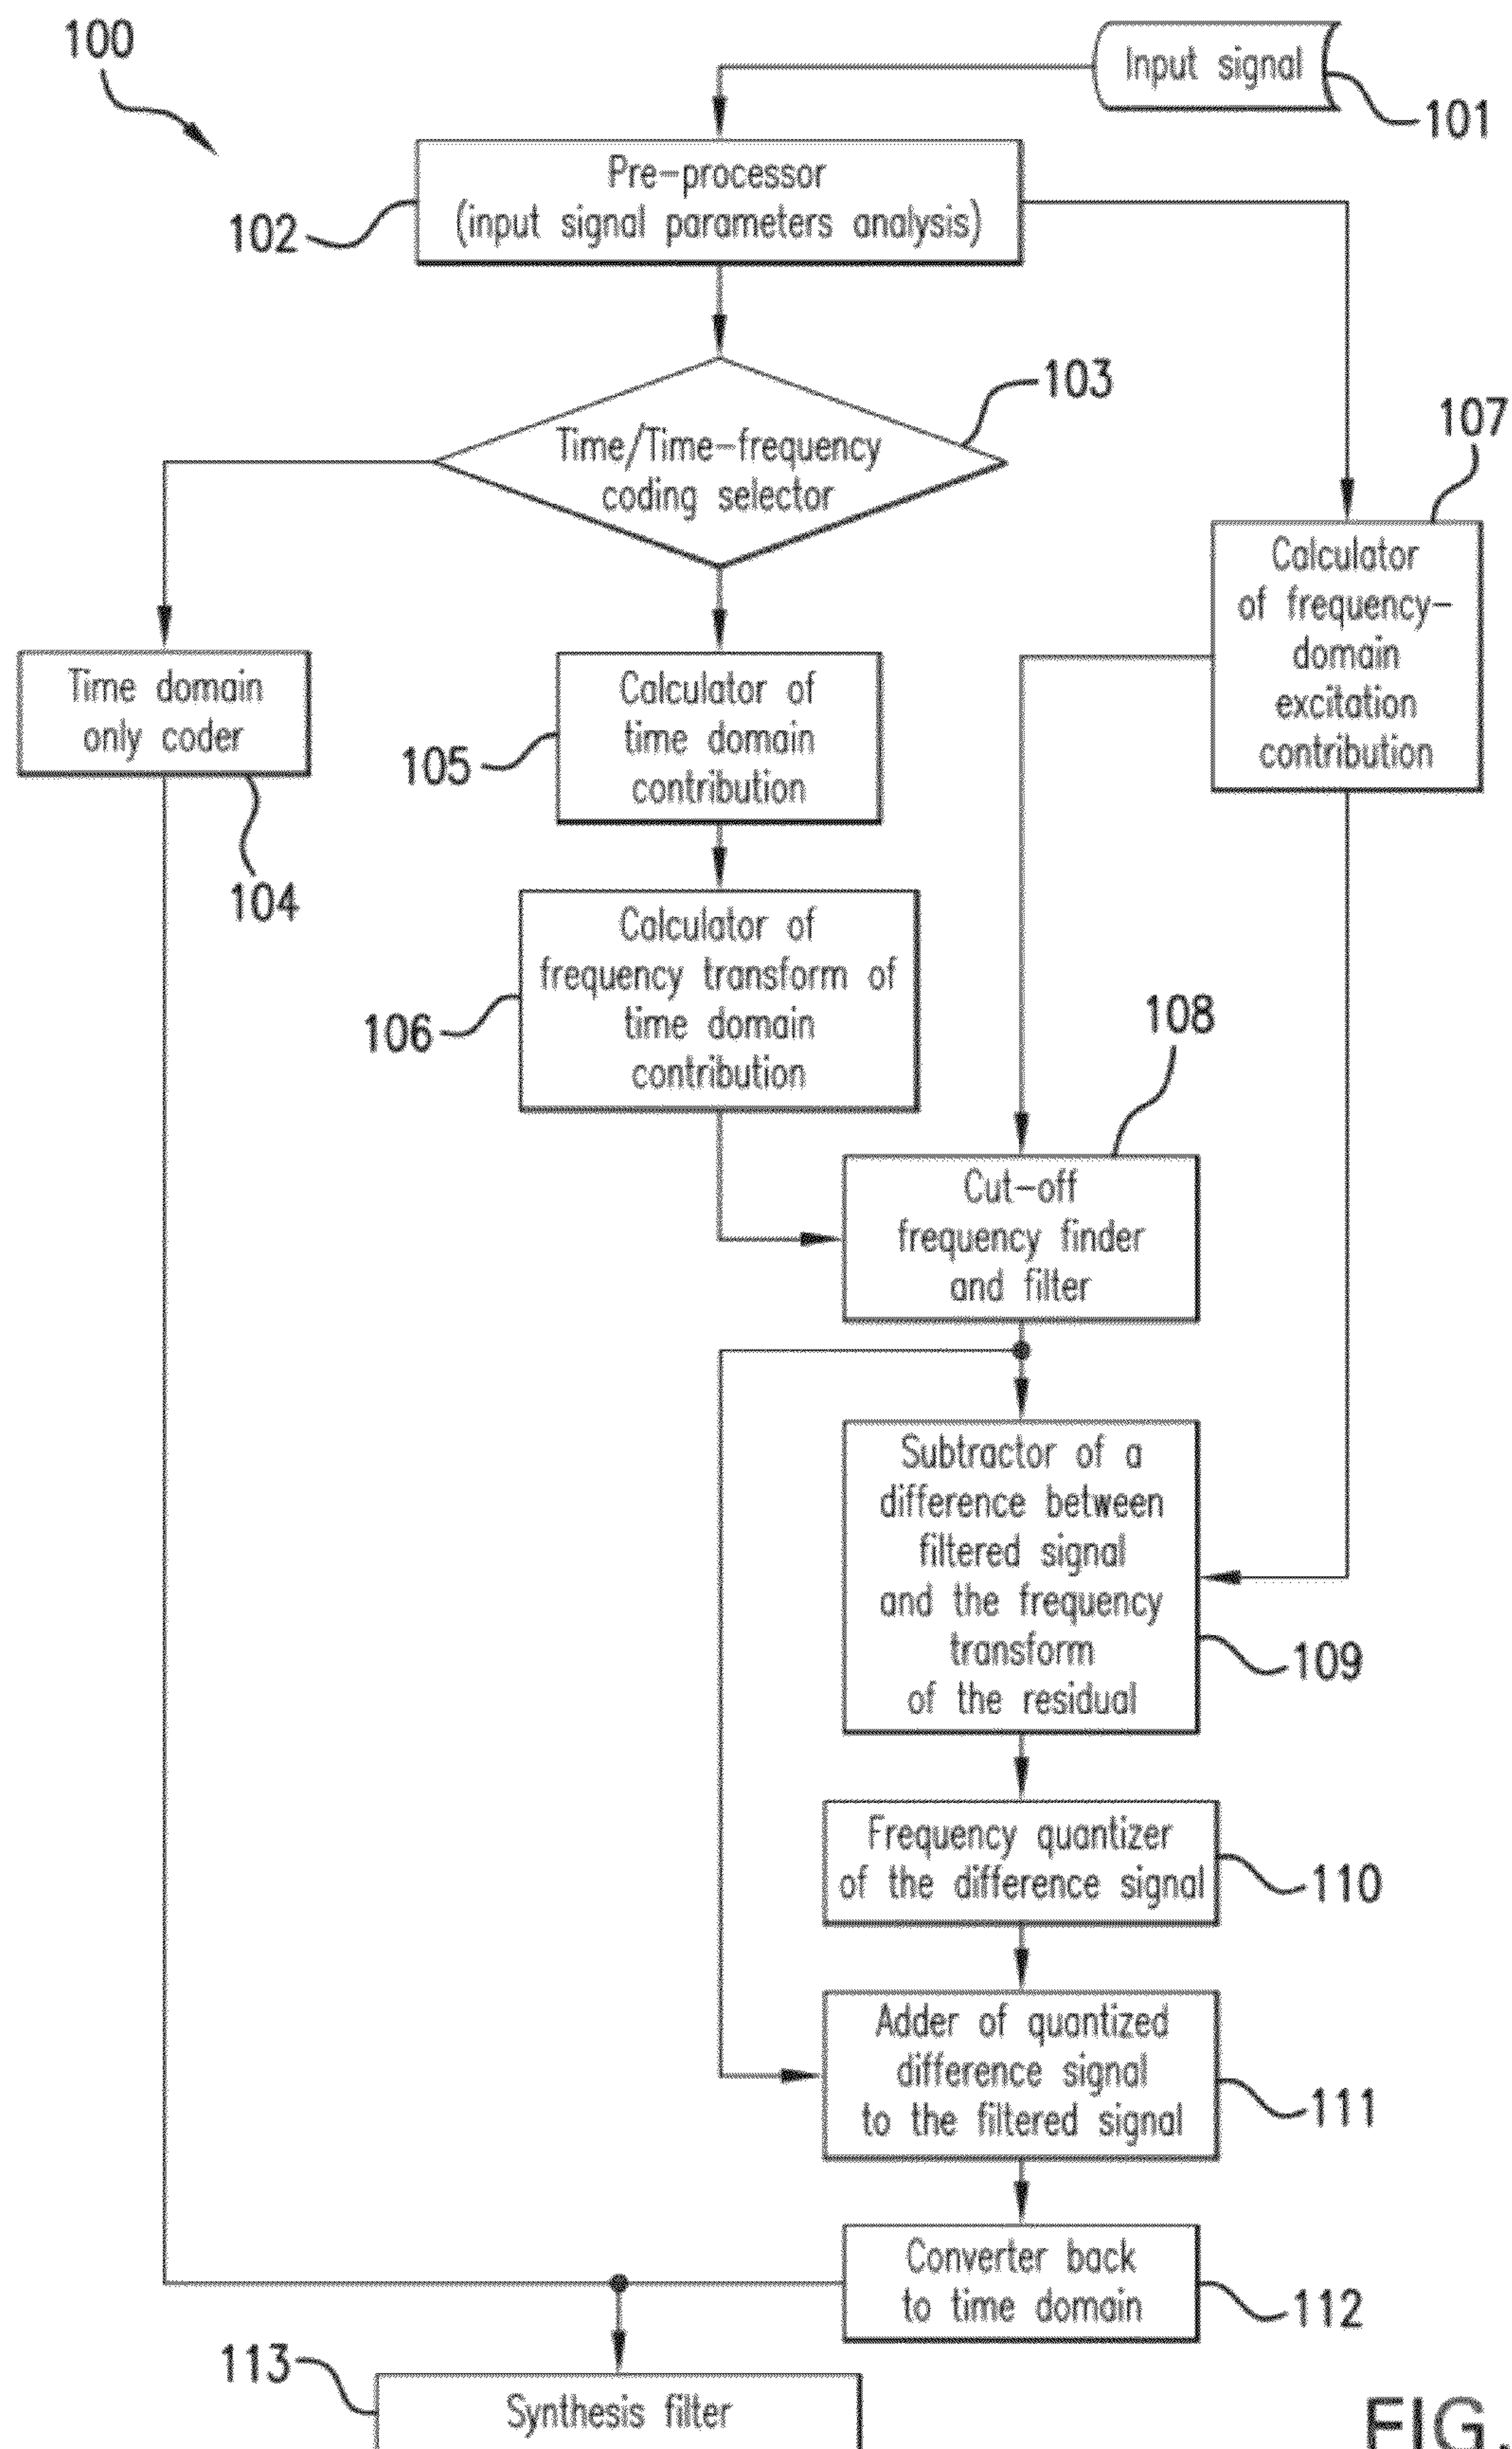 100
Input signal
101
Pre-processor
(input signal parameters analysis)
102
103
Time/Time-frequency
coding selector
107
Calculator
of frequency-
domain
excitation
contribution
Time domain
only coder
104
Calculator of
time domain
contribution
105
Calculator of
frequency transform of
time domain
contribution
106
108
Cut-off
frequency finder
and filter
Subtractor of a
difference between
filtered signal
and the frequency
transform
of the residual
109
Frequency quantizer
of the difference signal
110
Adder of quantized
difference signal
to the filtered signal
111
Converter back
to time domain
112
113
Synthesis filter
FIG.